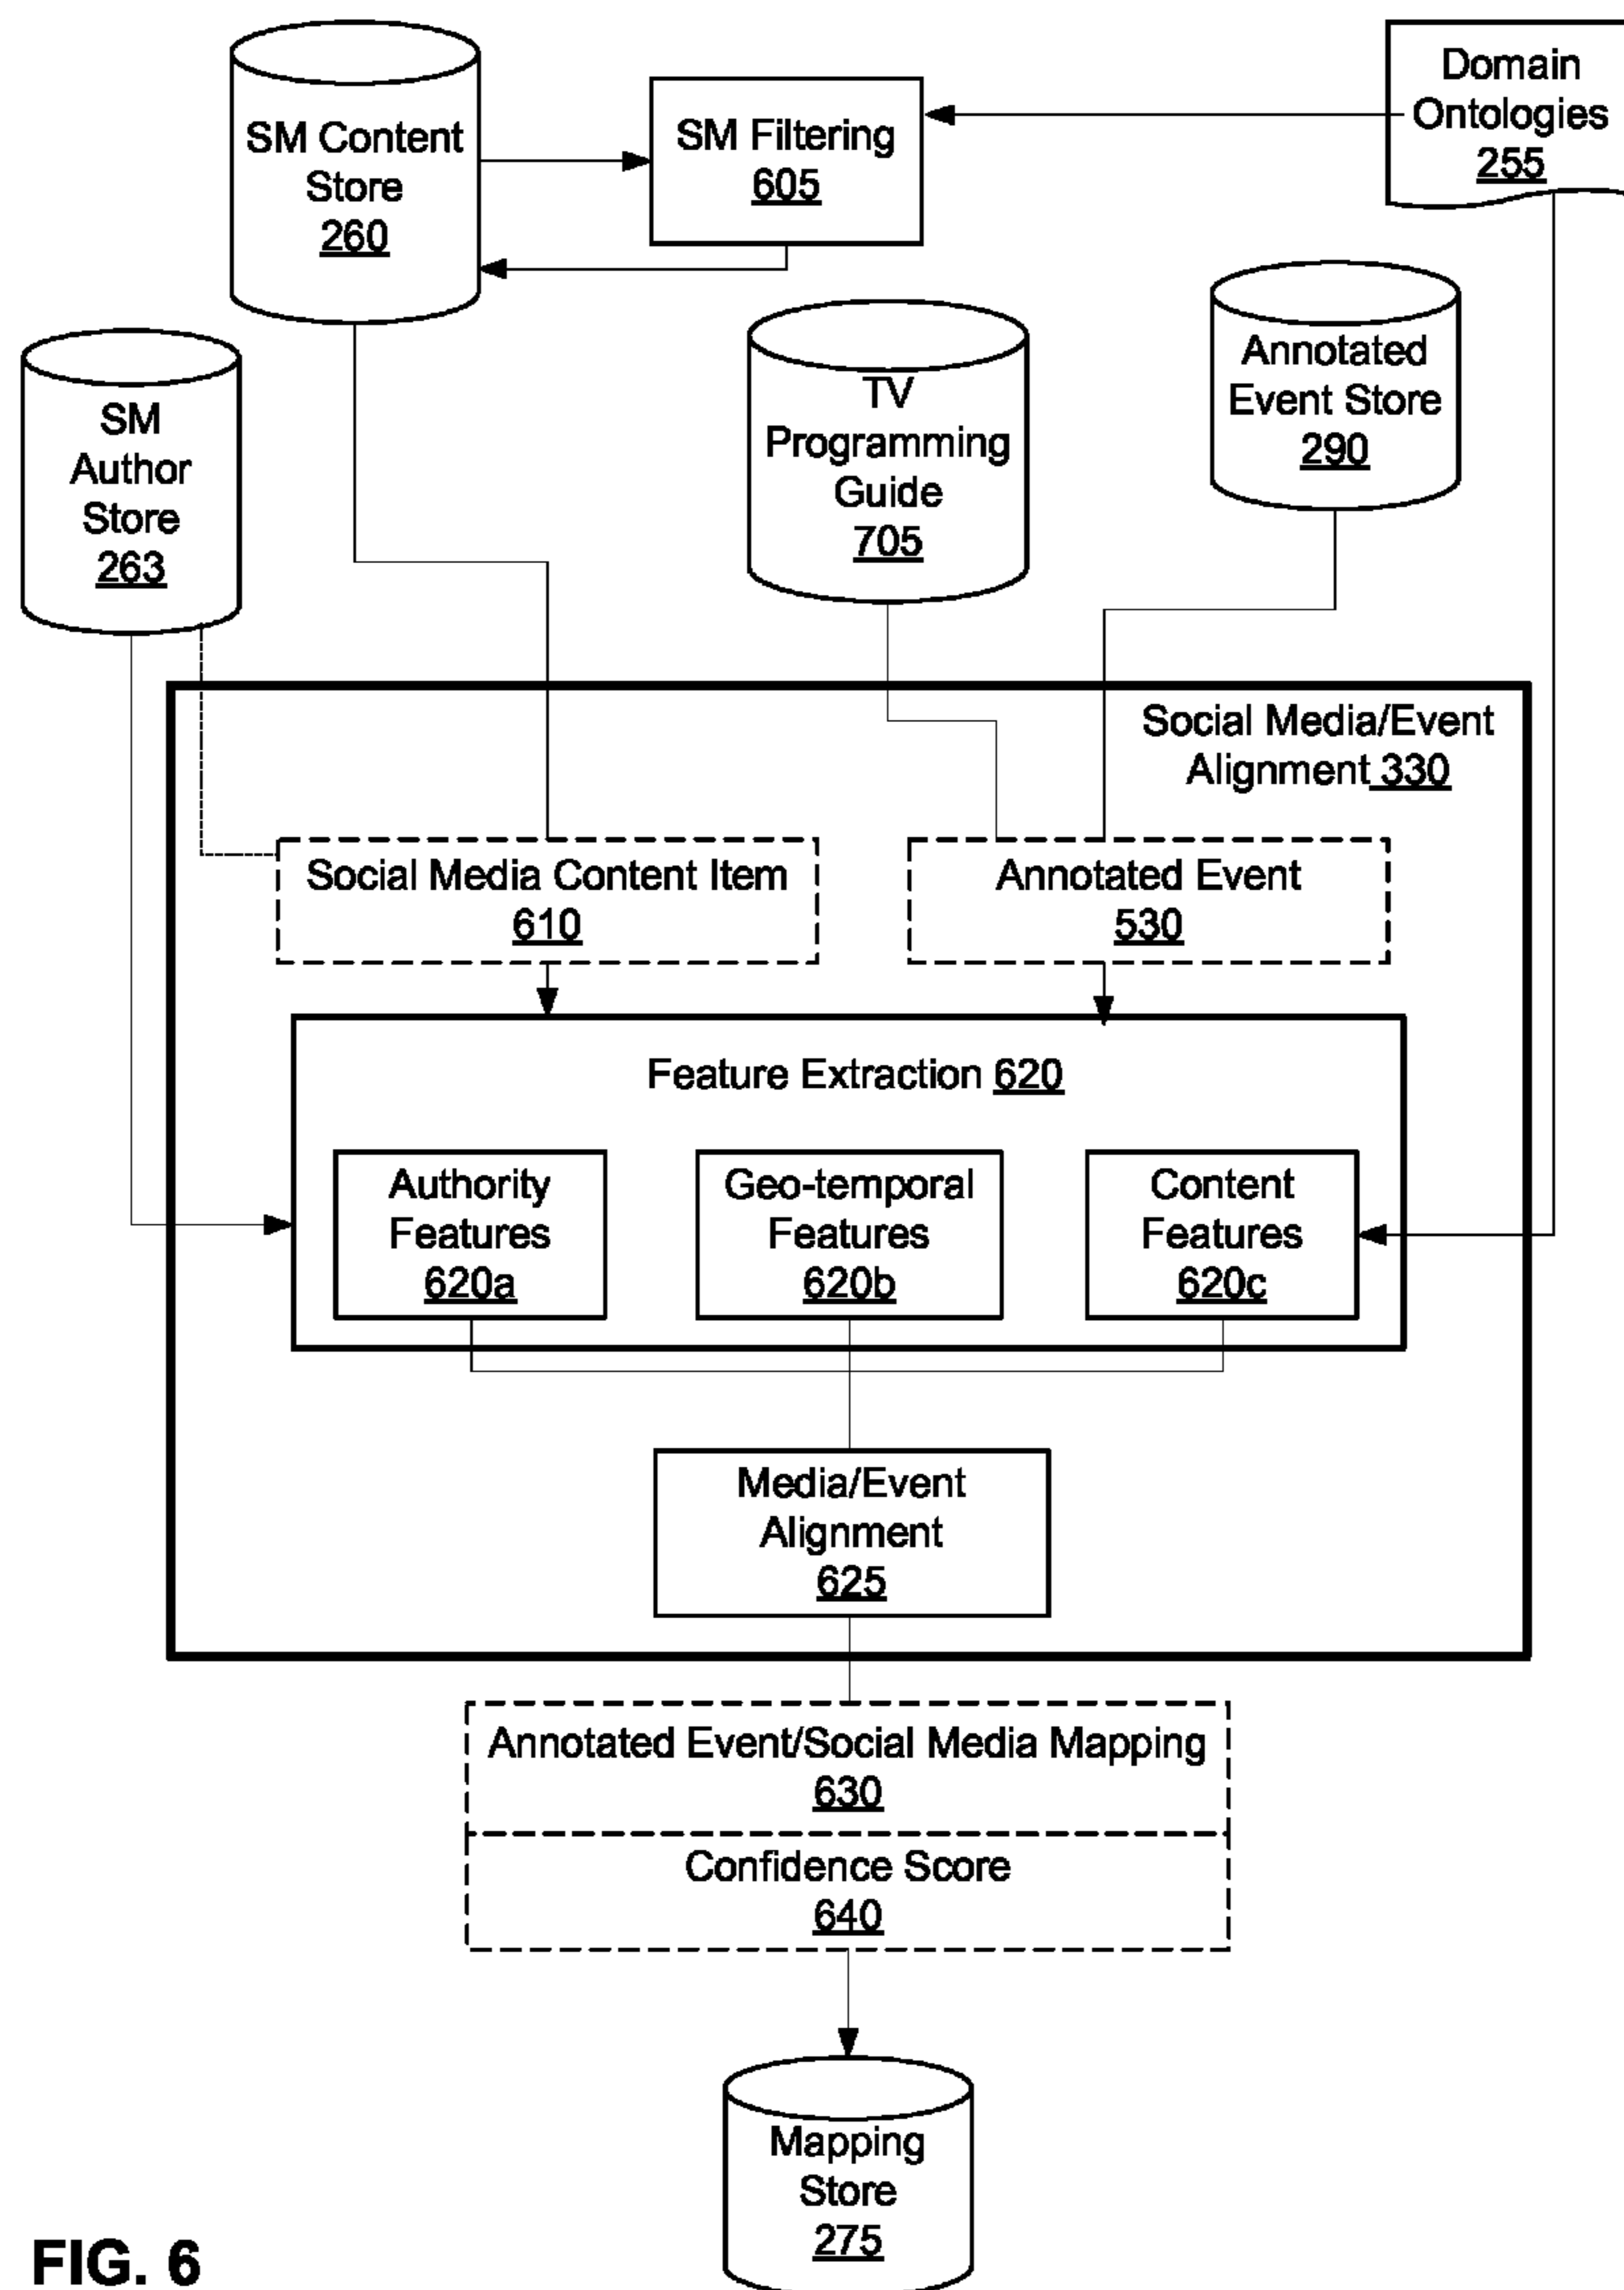 SM Content
Store
260
SM Filtering
605
Domain
Ontologies
255
SM
Author
Store
263
TV
Programming
Guide
705
Annotated
Event Store
290
Social Media/Event
Alignment 330
Social Media Content Item
610
Annotated Event
530
Feature Extraction 620
Authority
Features
620a
Geo-temporal
Features
620b
Content
Features
620c
Media/Event
Alignment
625
Annotated Event/Social Media Mapping
630
Confidence Score
640
Mapping
Store
275
FIG. 6